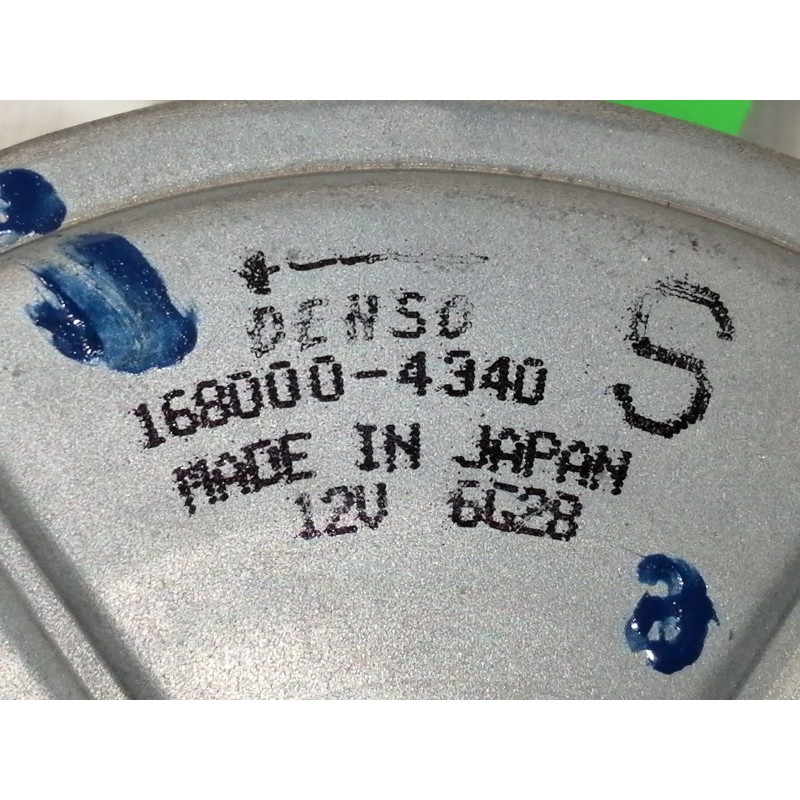 DENSO
168000-4340
S
MADE IN JAPAN
12V 6G28